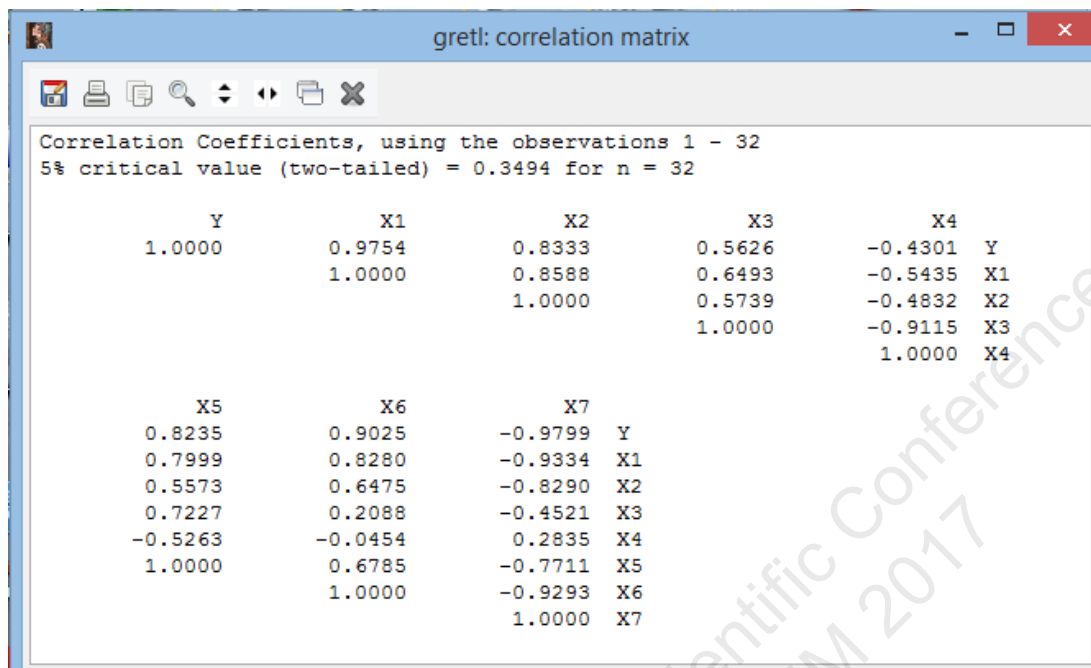 gretl: correlation matrix
Correlation Coefficients, using the observations 1 - 32
5% critical value (two-tailed) = 0.3494 for n = 32
Y X1 X2 X3 X4
1.0000 0.9754 0.8333 0.5626 -0.4301 Y
1.0000 0.8588 0.6493 -0.5435 X1
1.0000 0.5739 -0.4832 X2
1.0000 -0.9115 X3
1.0000 X4
X5 X6 X7
0.8235 0.9025 -0.9799 Y
0.7999 0.8280 -0.9334 X1
0.5573 0.6475 -0.8290 X2
0.7227 0.2088 -0.4521 X3
-0.5263 -0.0454 0.2835 X4
1.0000 0.6785 -0.7711 X5
1.0000 -0.9293 X6
1.0000 X7
entific Conference
M 2017